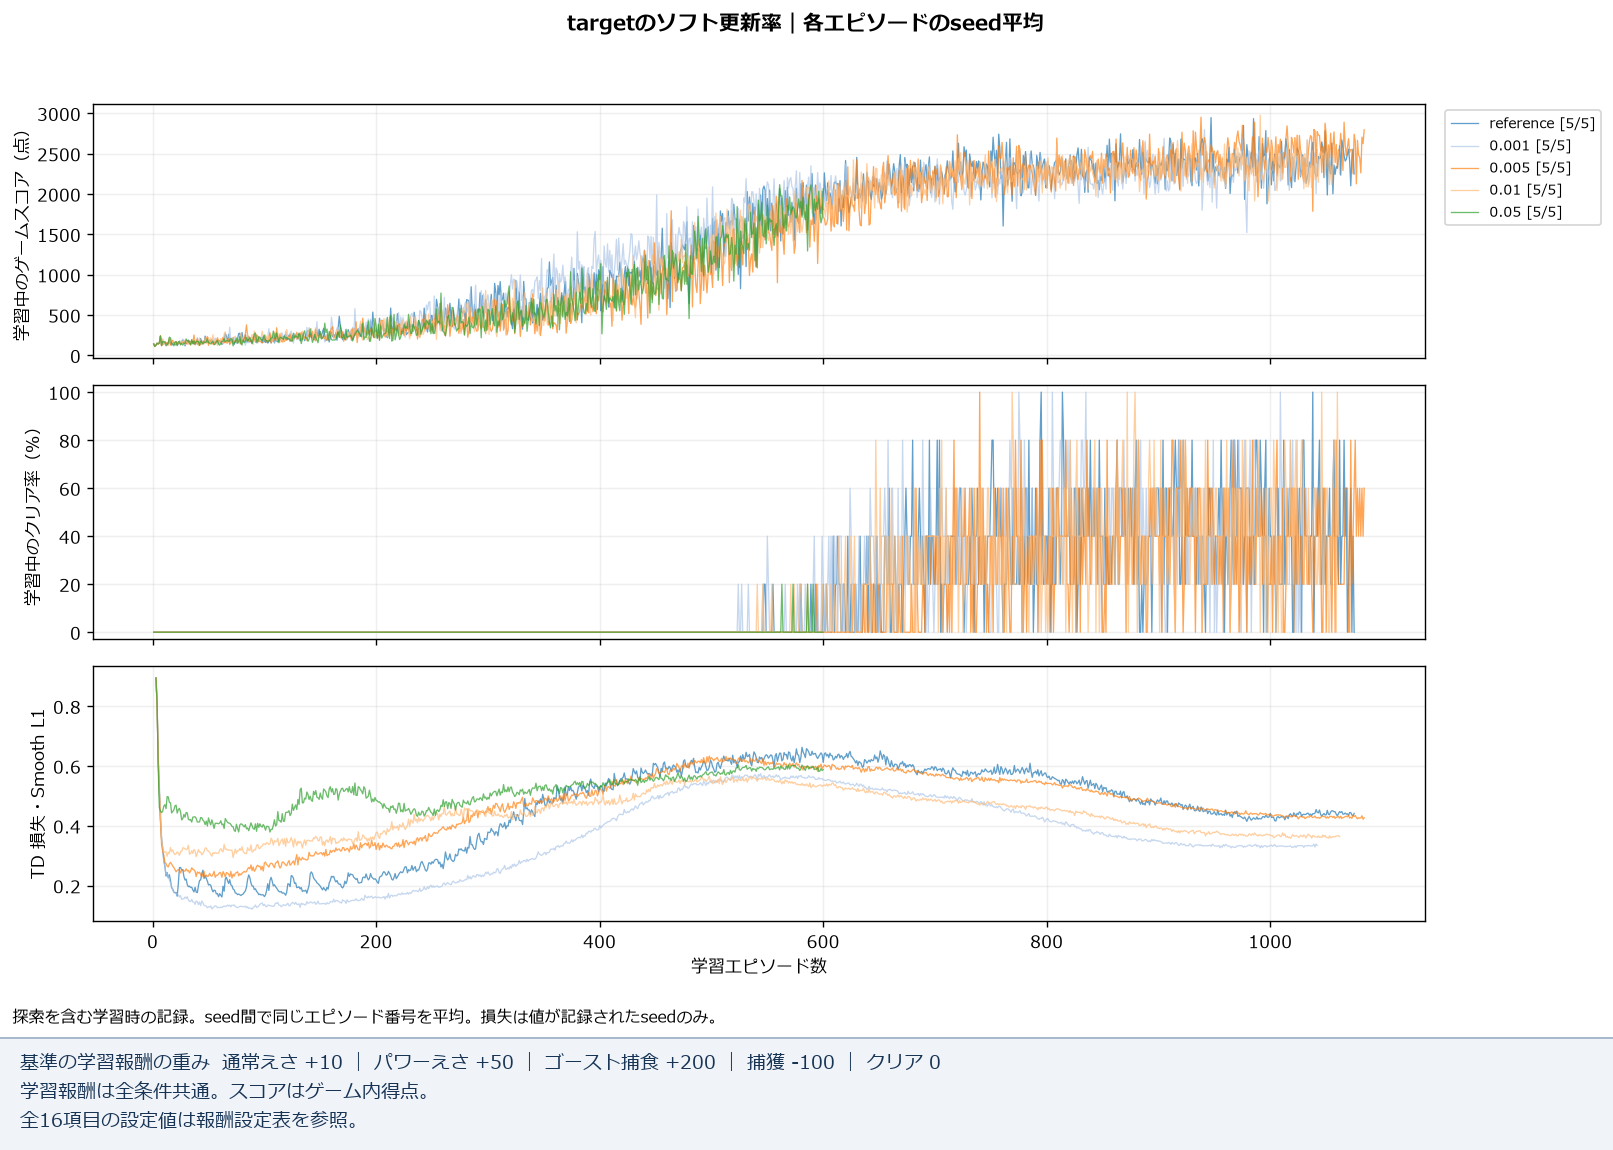 targetのソフト更新率｜各エピソードのseed平均
学習中のゲームスコア（点）
3000
2500
2000
1500
1000
500
0
reference [5/5]
0.001 [5/5]
0.005 [5/5]
0.01 [5/5]
0.05 [5/5]
学習中のクリア率（%）
100
80
60
40
20
0
TD 損失・Smooth L1
0.8
0.6
0.4
0.2
0
200
400
600
800
1000
学習エピソード数
探索を含む学習時の記録。seed間で同じエピソード番号を平均。損失は値が記録されたseedのみ。
基準の学習報酬の重み 通常えさ +10 ｜ パワーえさ +50 ｜ ゴースト捕食 +200 ｜ 捕獲 -100 ｜ クリア 0
学習報酬は全条件共通。スコアはゲーム内得点。
全16項目の設定値は報酬設定表を参照。